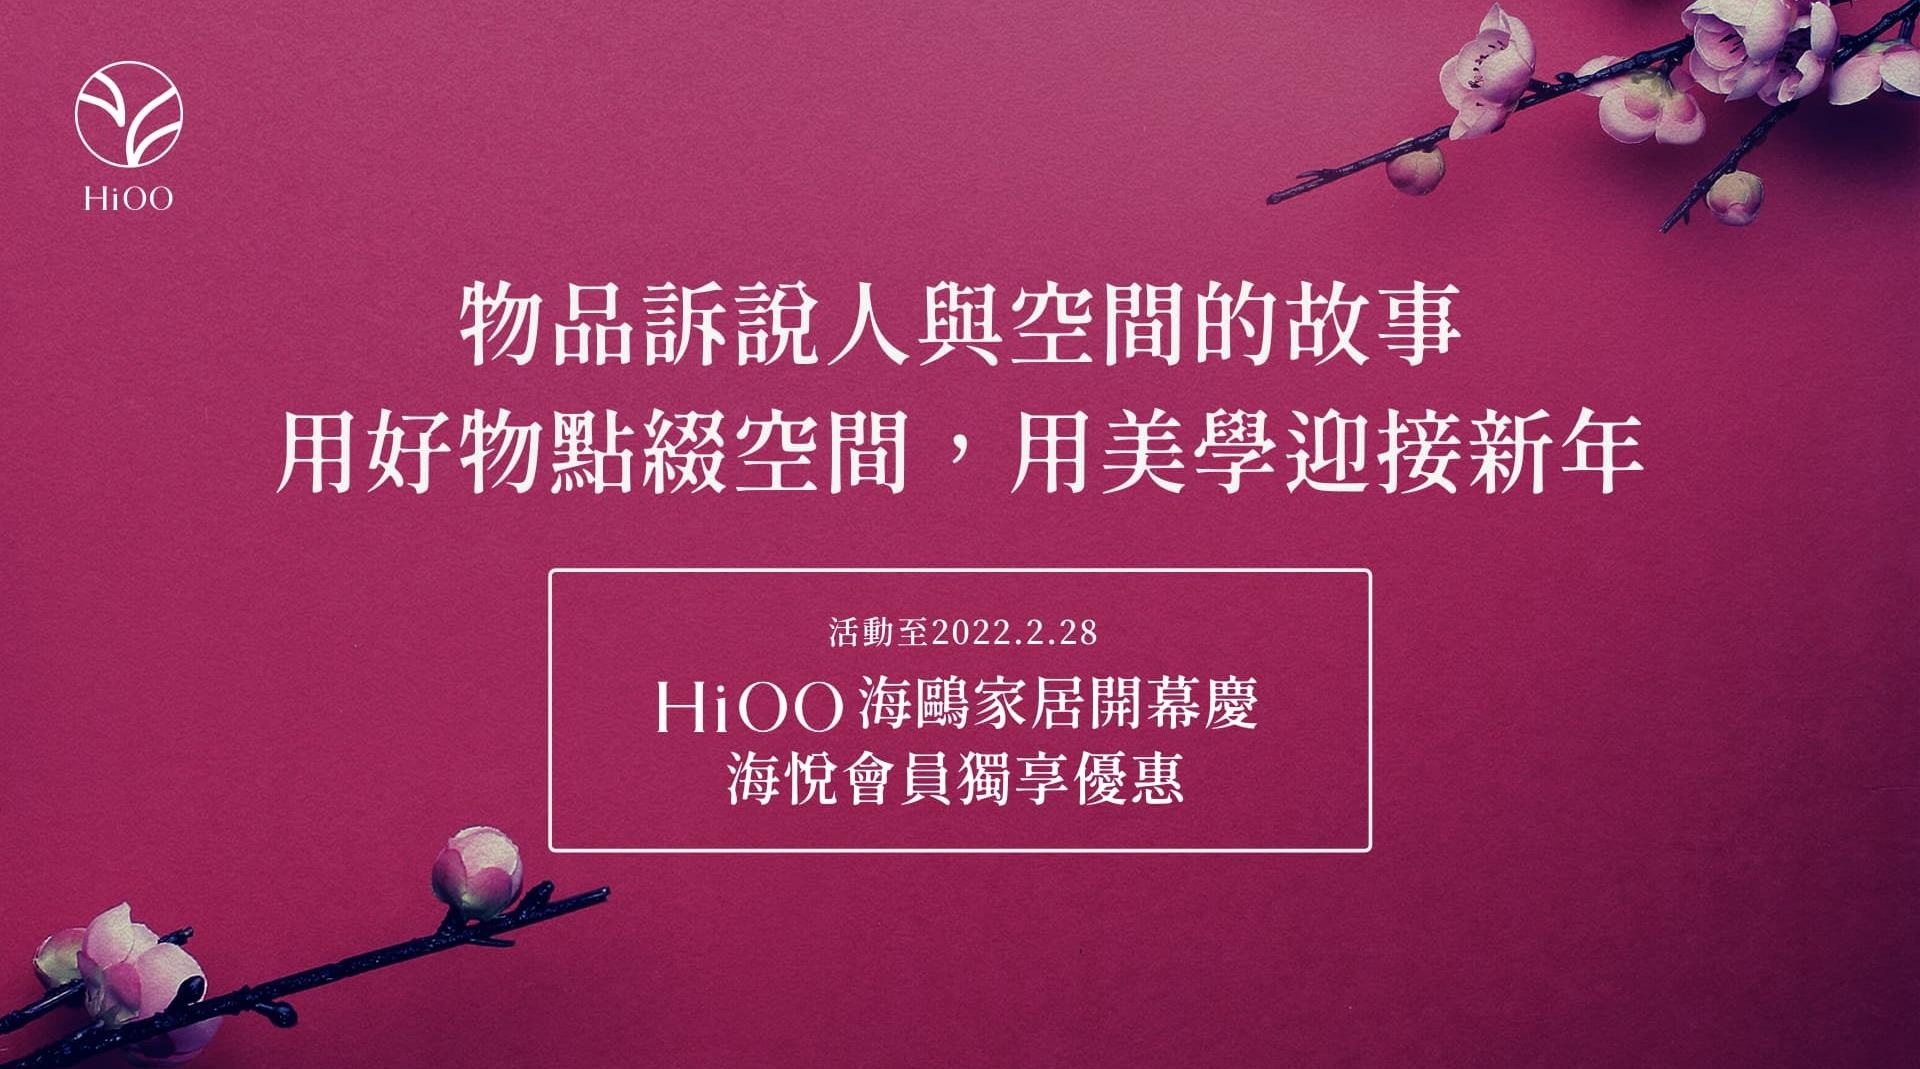 HiOO
物品訴說人與空間的故事
用好物點綴空間，用美學迎接新年
活動至2022.2.28
HiOO 海鷗家居開幕慶
海悅會員獨享優惠